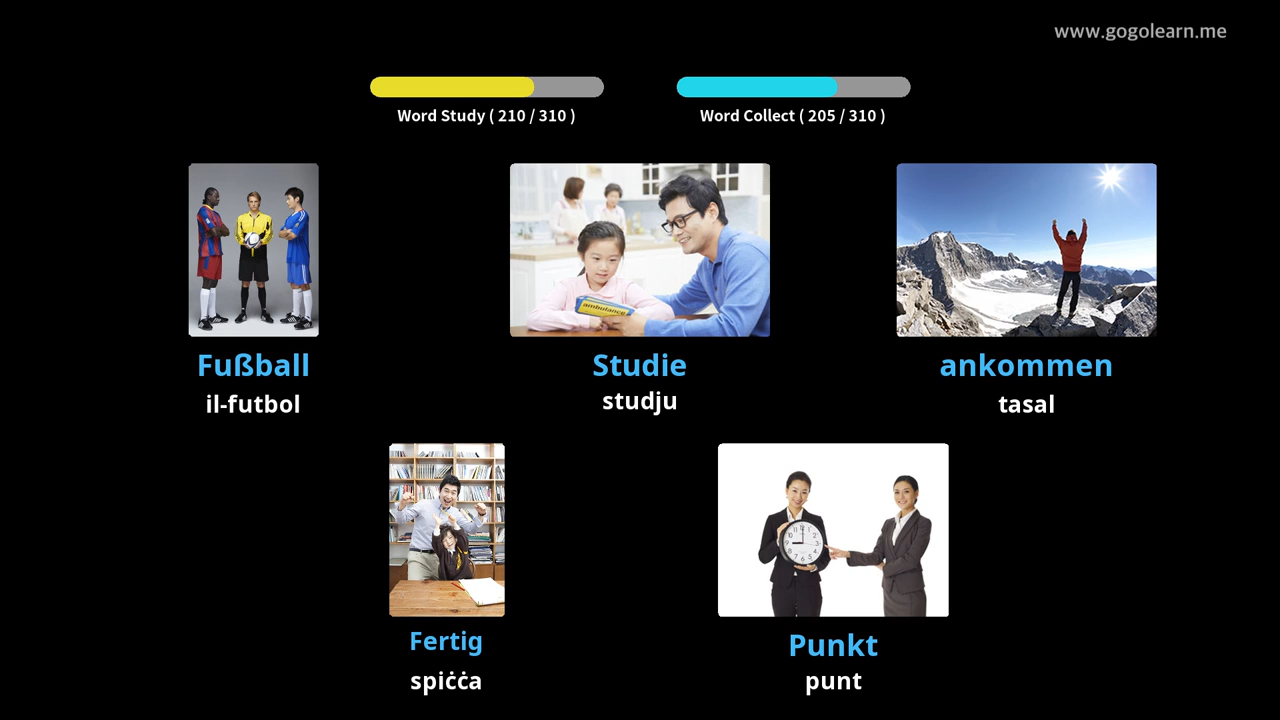 www.gogolearn.me
Word Study ( 210 / 310 )
Word Collect ( 205 / 310 )
ambulance
Fußball
Studie
ankommen
il-futbol
studju
tasal
Fertig
Punkt
spiċċa
punt